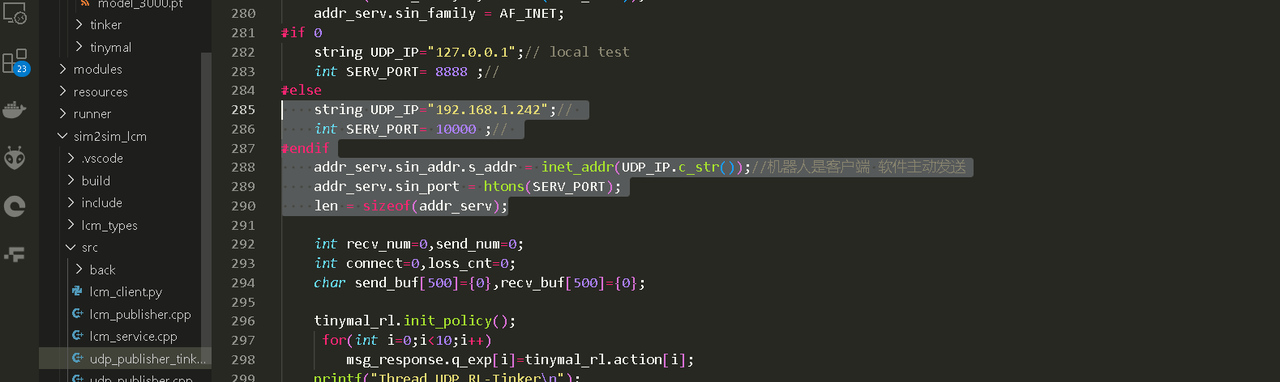 model_3000.pt
tinker
tinymal
modules
resources
runner
sim2sim_lcm
.vscode
build
include
lcm_types
src
back
lcm_client.py
lcm_publisher.cpp
lcm_service.cpp
udp_publisher_tink...
udp_publisher.cpp
23
280 addr_serv.sin_family = AF_INET;
281 #if 0
282 string UDP_IP="127.0.0.1";// local test
283 int SERV_PORT= 8888 ;//
284 #else
285 string UDP_IP="192.168.1.242";//
286 int SERV_PORT= 10000 ;//
287 #endif
288 addr_serv.sin_addr.s_addr = inet_addr(UDP_IP.c_str());//机器人是客户端 软件主动发送
289 addr_serv.sin_port = htons(SERV_PORT);
290 len = sizeof(addr_serv);
291
292 int recv_num=0,send_num=0;
293 int connect=0,loss_cnt=0;
294 char send_buf[500]={0},recv_buf[500]={0};
295
296 tinymal_rl.init_policy();
297 for(int i=0;i<10;i++)
298 msg_response.q_exp[i]=tinymal_rl.action[i];
299 printf("Thread UDP RL-Tinker\n");